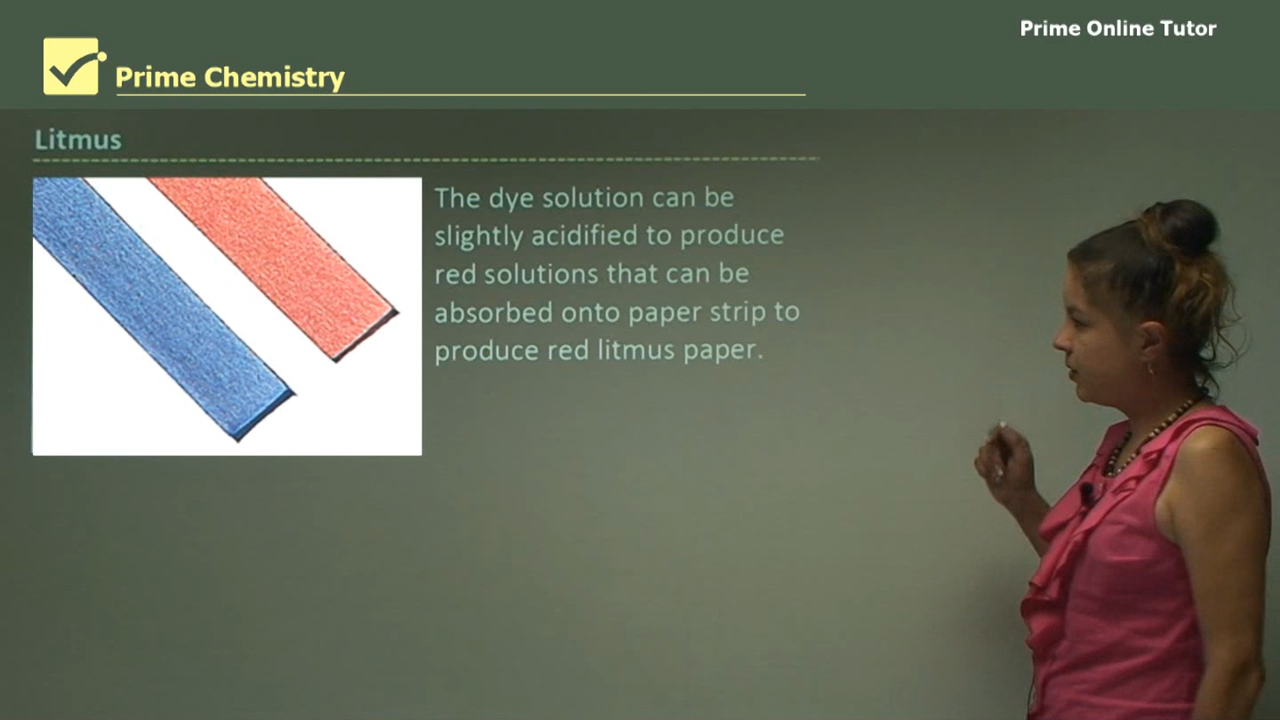 Prime Online Tutor
Prime Chemistry
Litmus
The dye solution can be
slightly acidified to produce
red solutions that can be
absorbed onto paper strip to
produce red litmus paper.